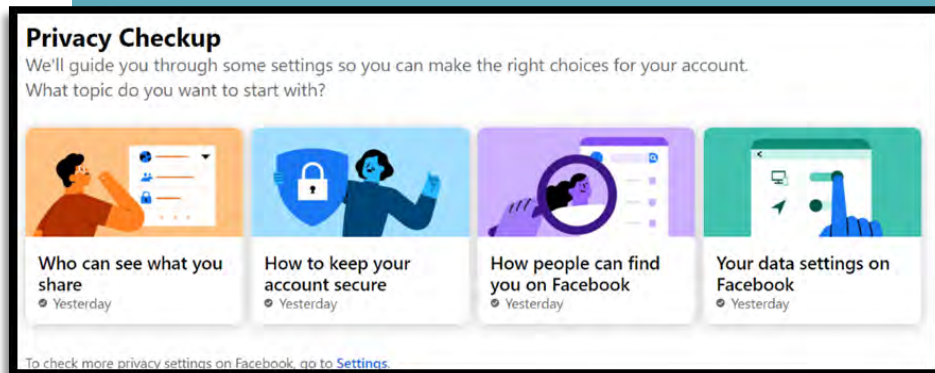 Privacy Checkup
We'll guide you through some settings so you can make the right choices for your account.
What topic do you want to start with?
Who can see what you
share
Yesterday
How to keep your
account secure
Yesterday
How people can find
you on Facebook
Yesterday
Your data settings on
Facebook
Yesterday
To check more privacy settings on Facebook, go to Settings.